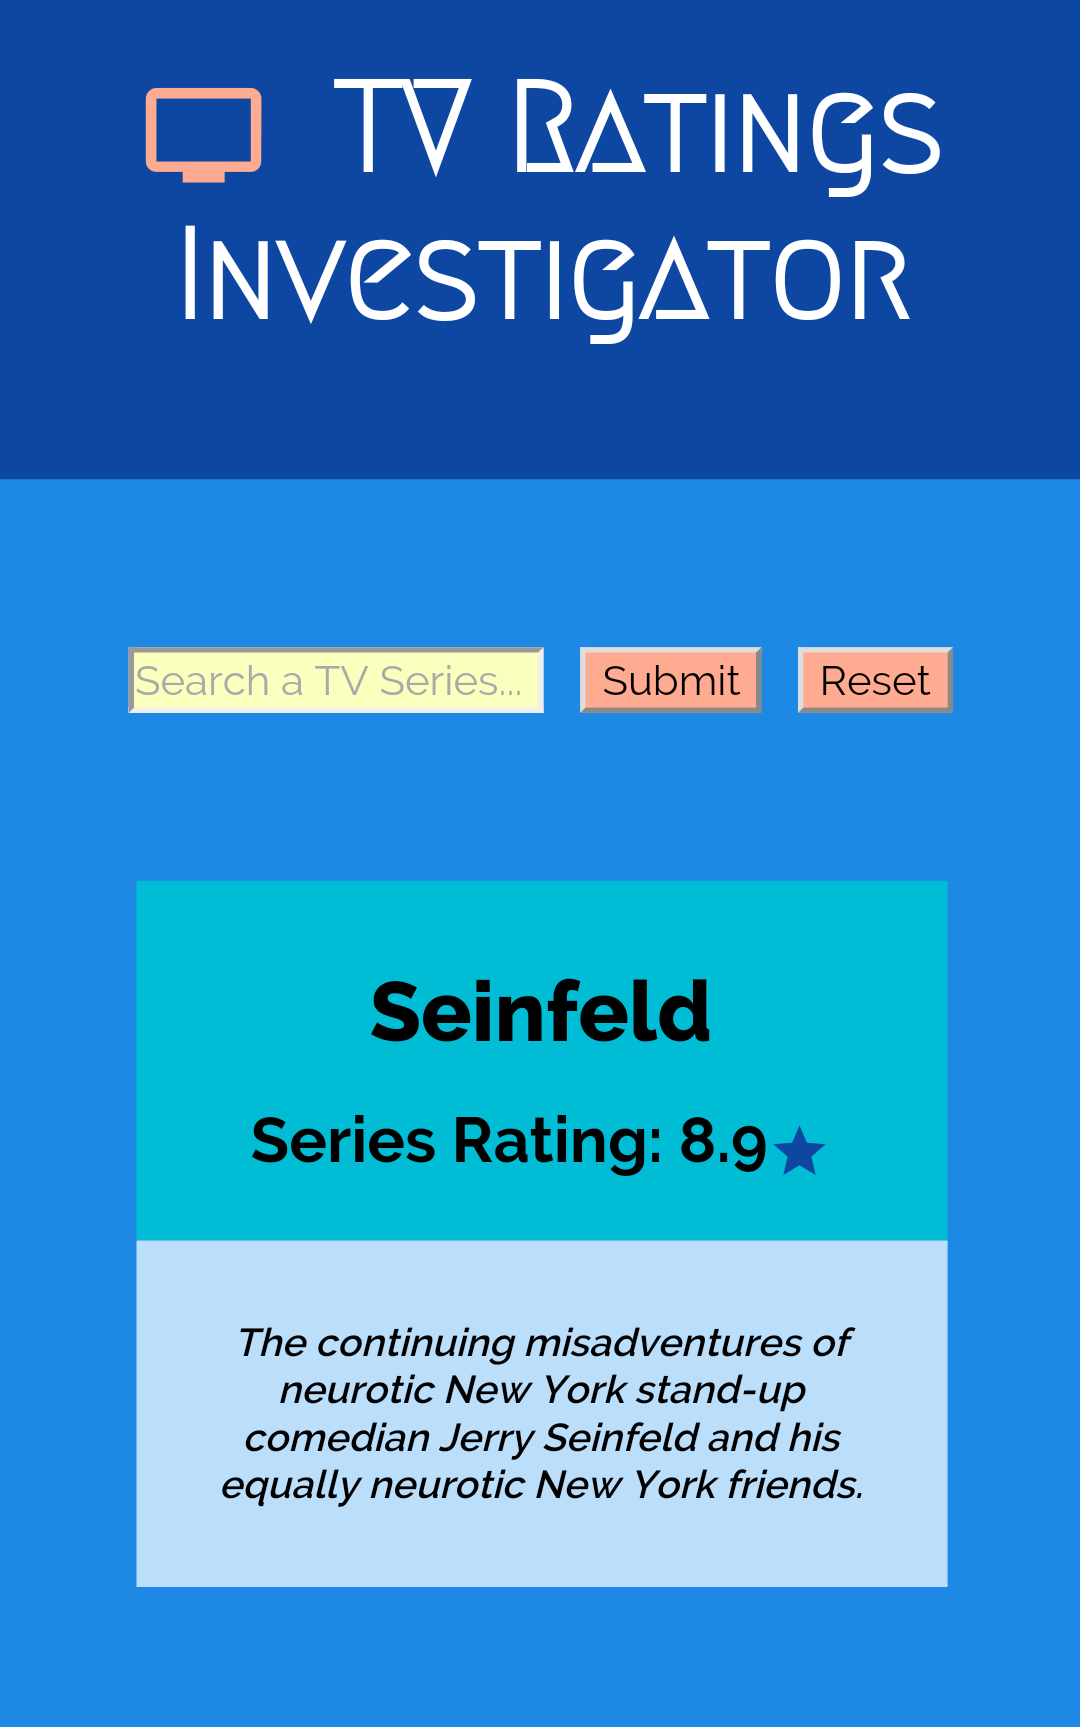 TV Ratings
Investigator
Search a TV Series... Submit Reset
Seinfeld
Series Rating: 8.9
The continuing misadventures of
neurotic New York stand-up
comedian Jerry Seinfeld and his
equally neurotic New York friends.